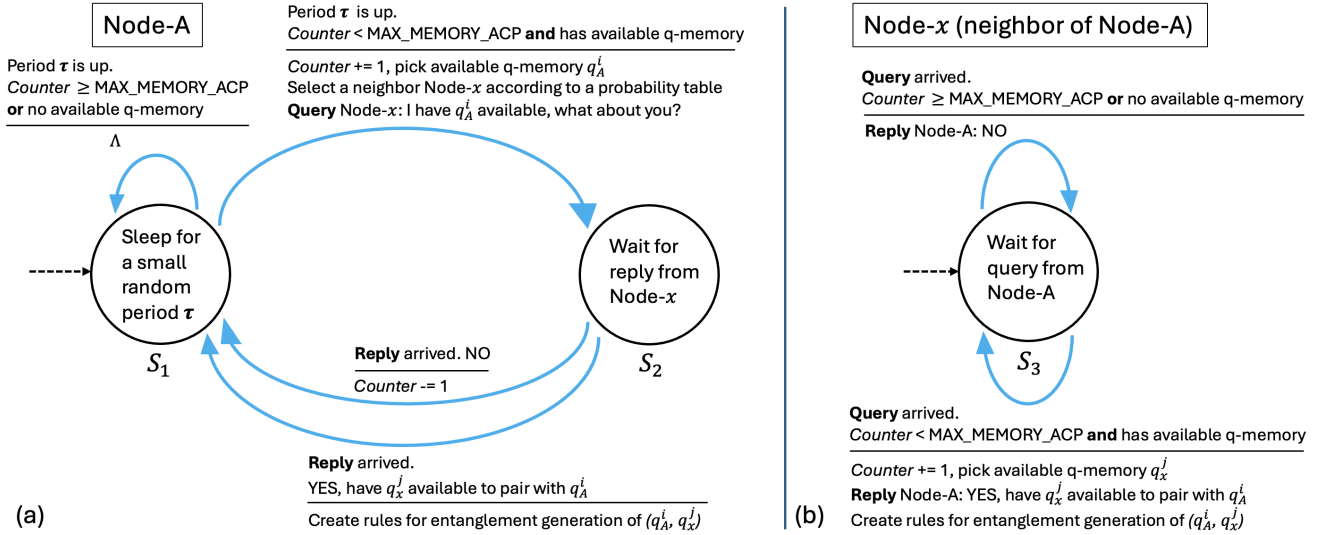 Node-A
Period τ is up.
Counter ≥ MAX_MEMORY_ACP
or no available q-memory
Λ
Period τ is up.
Counter < MAX_MEMORY_ACP and has available q-memory
Counter += 1, pick available q-memory q_A^i
Select a neighbor Node-x according to a probability table
Query Node-x: I have q_A^i available, what about you?
Sleep for
a small
random
period τ
S₁
Wait for
reply from
Node-x
S₂
Reply arrived. NO
Counter -= 1
Reply arrived.
YES, have q_x^j available to pair with q_A^i
Create rules for entanglement generation of (q_A^i, q_x^j)
(a)
Node-x (neighbor of Node-A)
Query arrived.
Counter ≥ MAX_MEMORY_ACP or no available q-memory
Reply Node-A: NO
Wait for
query from
Node-A
S₃
Query arrived.
Counter < MAX_MEMORY_ACP and has available q-memory
Counter += 1, pick available q-memory q_x^j
Reply Node-A: YES, have q_x^j available to pair with q_A^i
Create rules for entanglement generation of (q_A^i, q_x^j)
(b)